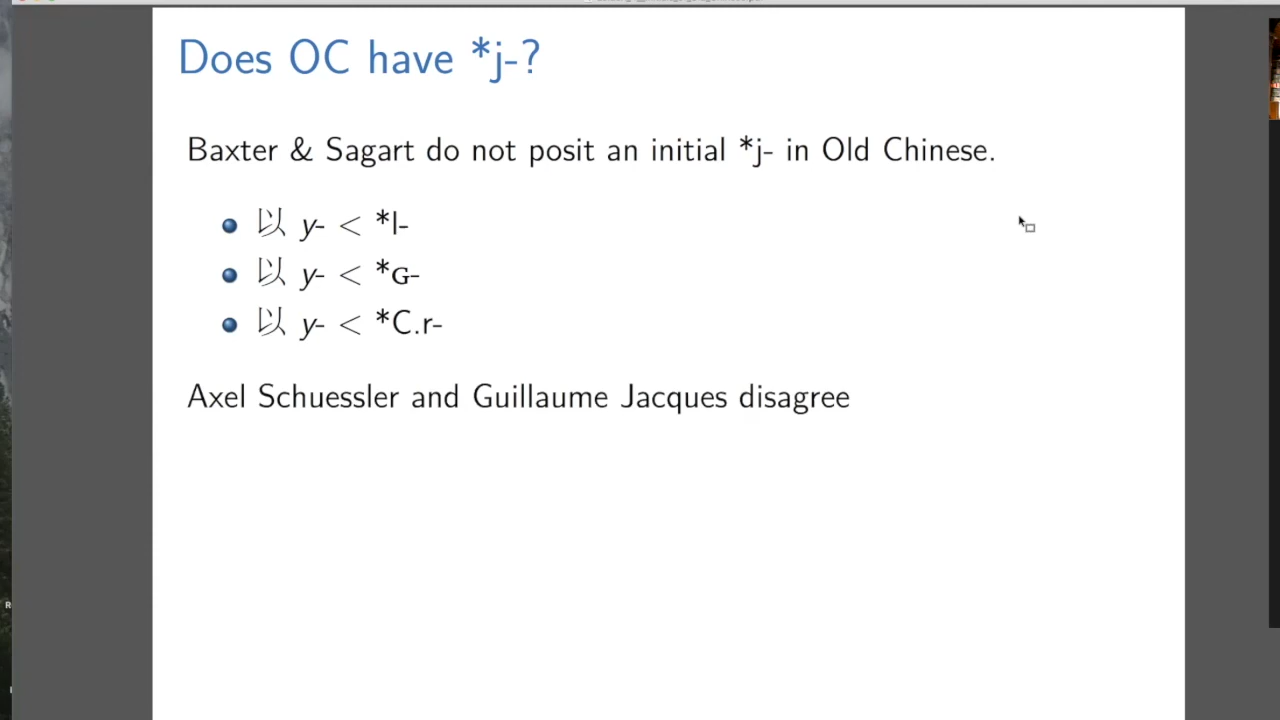 Does OC have *j-?
Baxter & Sagart do not posit an initial *j- in Old Chinese.
以 y- < *l-
以 y- < *ɢ-
以 y- < *C.r-
Axel Schuessler and Guillaume Jacques disagree